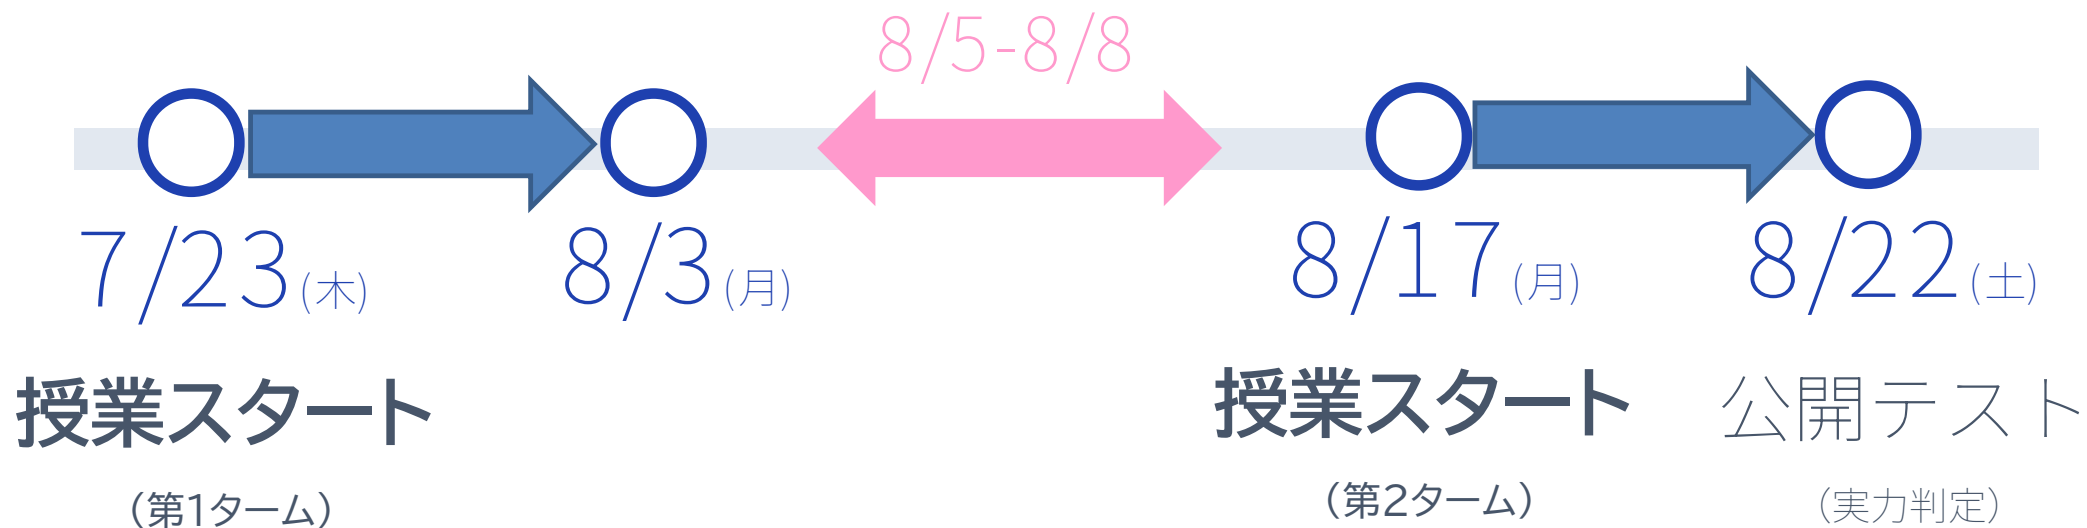 8/5-8/8
7/23(木)
8/3(月)
8/17(月)
8/22(土)
授業スタート
授業スタート
公開テスト
(第1ターム)
(第2ターム)
(実力判定)